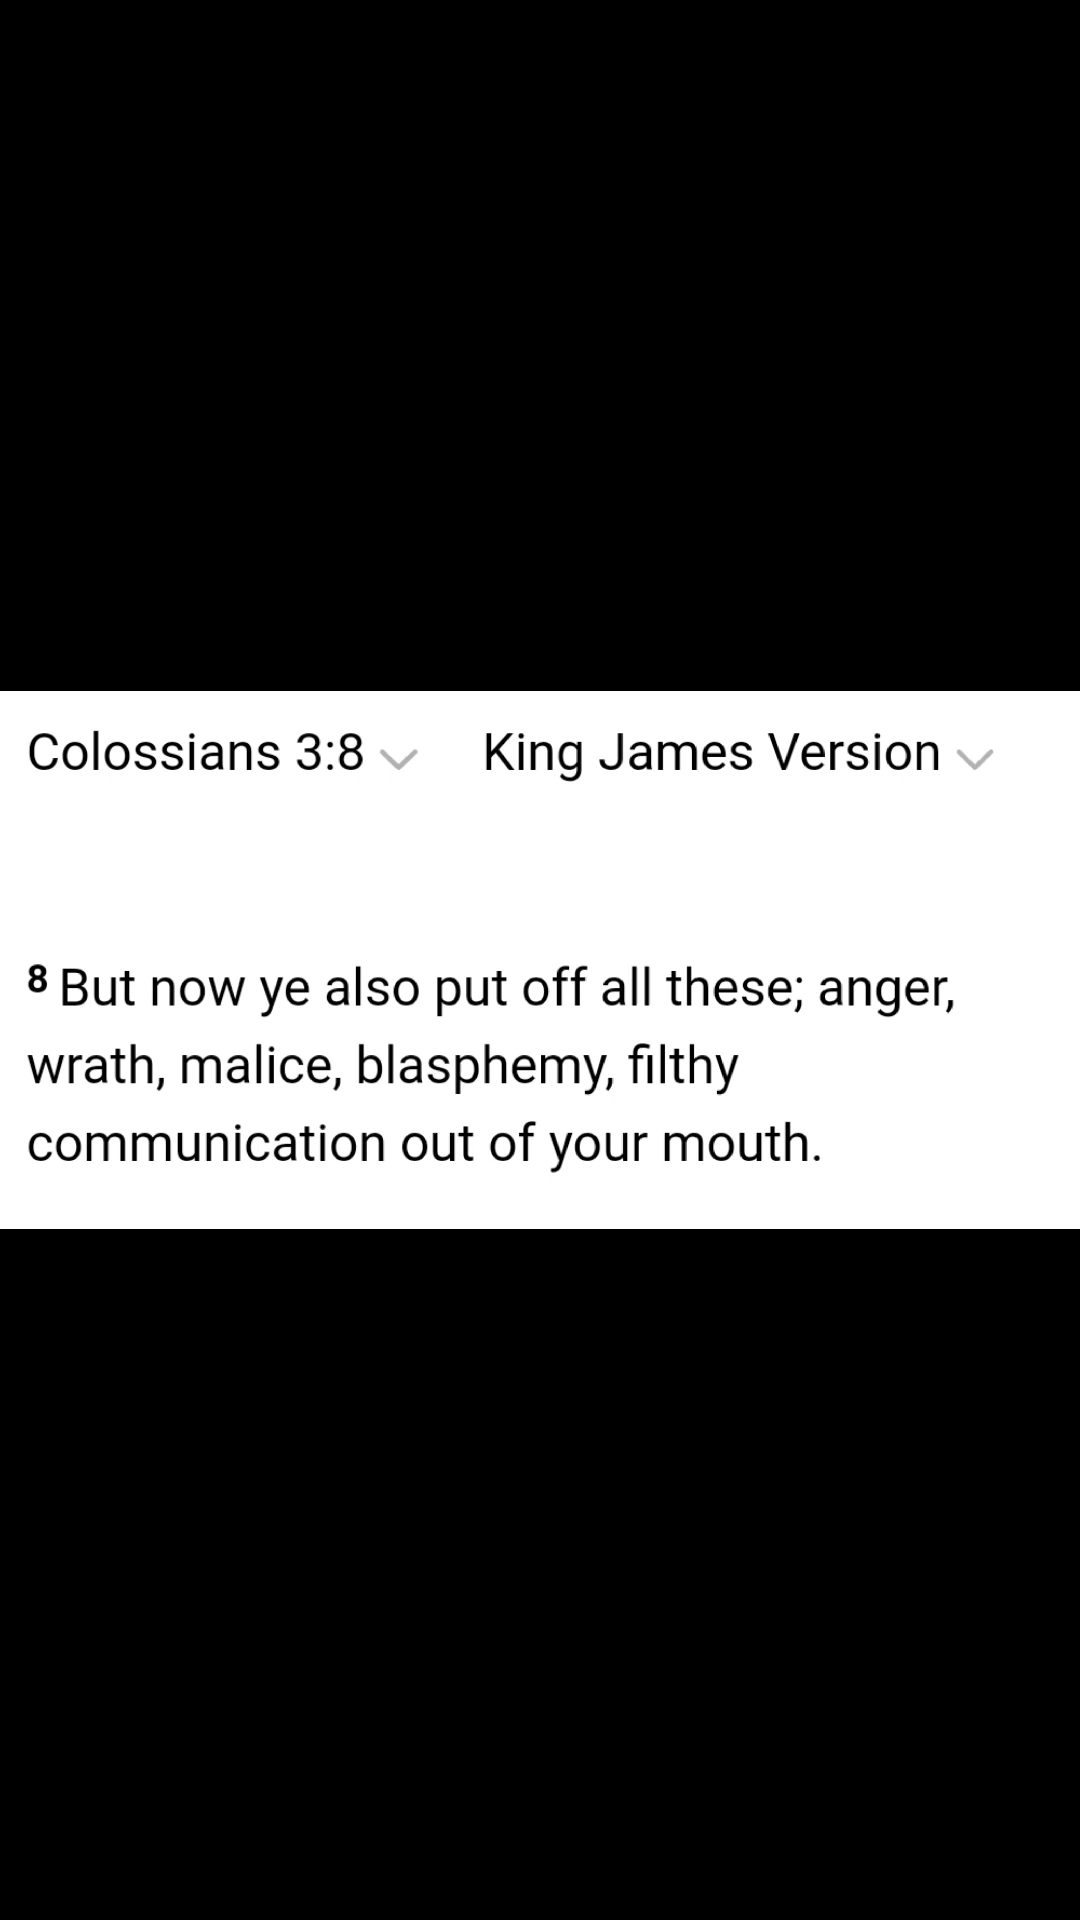 Colossians 3:8 King James Version
8 But now ye also put off all these; anger,
wrath, malice, blasphemy, filthy
communication out of your mouth.